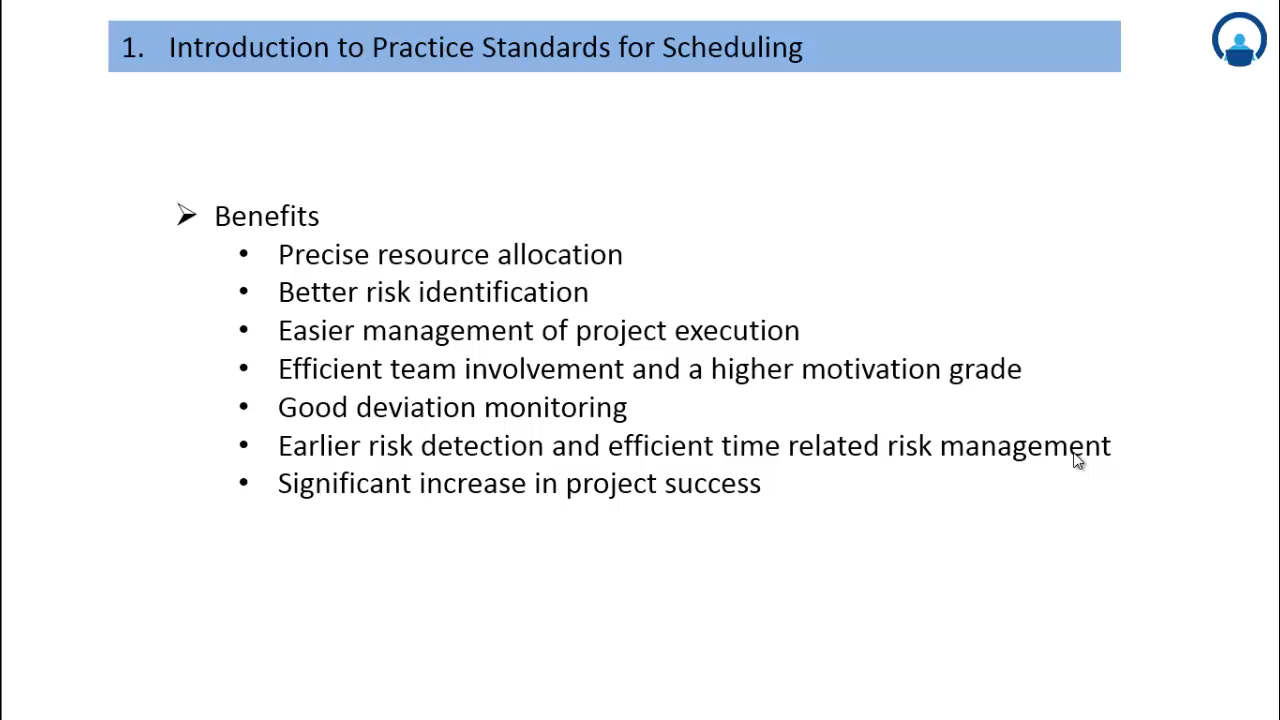 1. Introduction to Practice Standards for Scheduling
➢ Benefits
• Precise resource allocation
• Better risk identification
• Easier management of project execution
• Efficient team involvement and a higher motivation grade
• Good deviation monitoring
• Earlier risk detection and efficient time related risk management
• Significant increase in project success